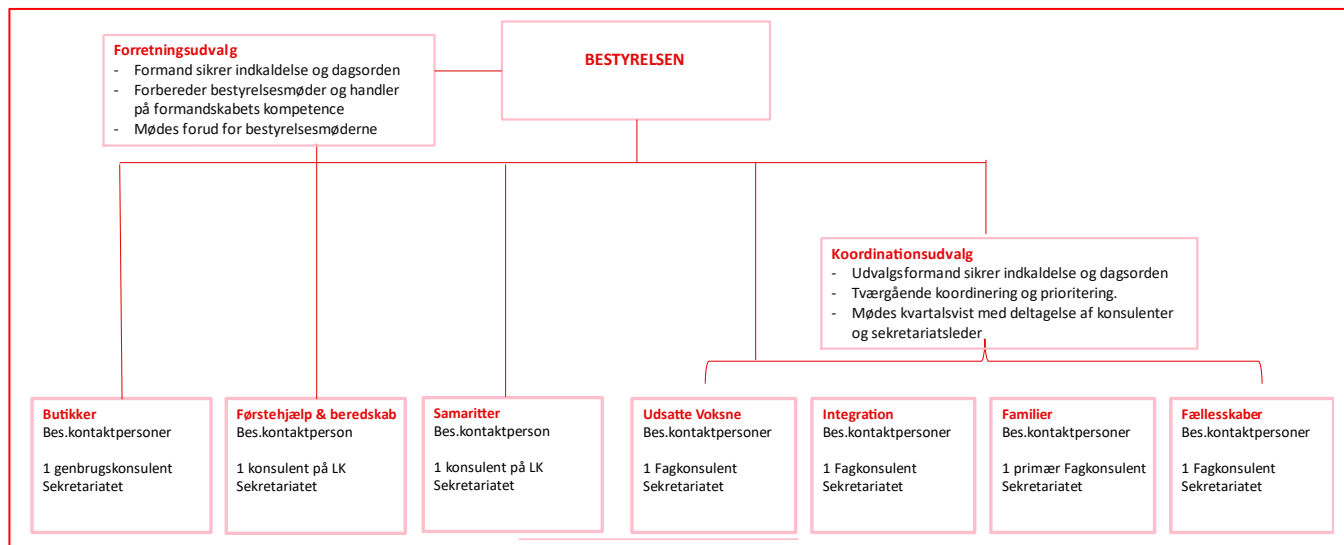 BESTYRELSEN
Forretningsudvalg
- Formand sikrer indkaldelse og dagsorden
- Forbereder bestyrelsesmøder og handler
på formandskabets kompetence
- Mødes forud for bestyrelsesmøderne
Koordinationsudvalg
- Udvalgsformand sikrer indkaldelse og dagsorden
- Tværgående koordinering og prioritering.
- Mødes kvartalsvist med deltagelse af konsulenter
og sekretariatsleder
Butikker
Bes.kontaktpersoner
1 genbrugskonsulent
Sekretariatet
Førstehjælp & beredskab
Bes.kontaktperson
1 konsulent på LK
Sekretariatet
Samaritter
Bes.kontaktperson
1 konsulent på LK
Sekretariatet
Udsatte Voksne
Bes.kontaktpersoner
1 Fagkonsulent
Sekretariatet
Integration
Bes.kontaktpersoner
1 Fagkonsulent
Sekretariatet
Familier
Bes.kontaktpersoner
1 primær Fagkonsulent
Sekretariatet
Fællesskaber
Bes.kontaktpersoner
1 Fagkonsulent
Sekretariatet